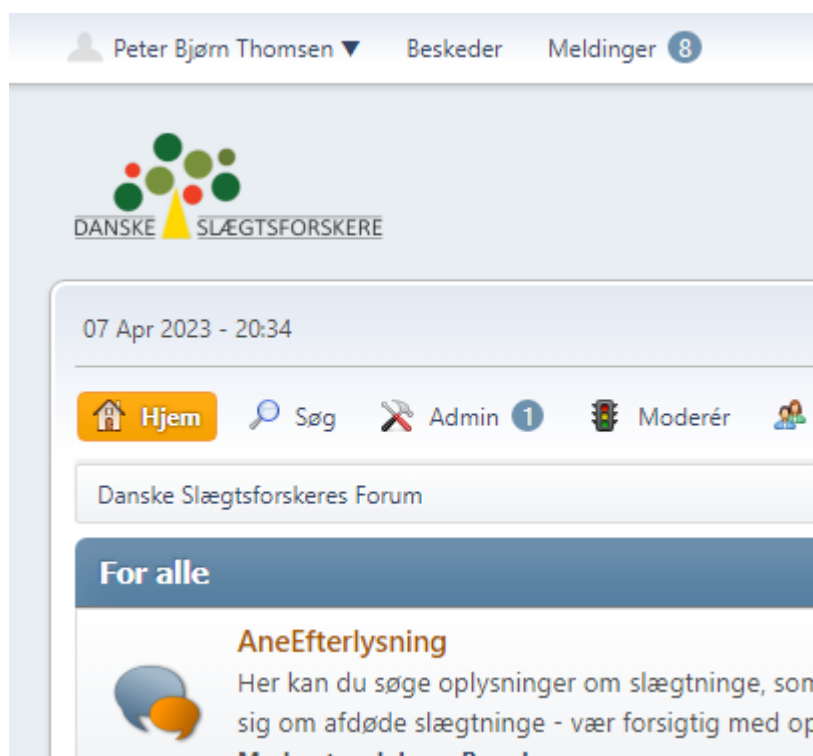 Peter Bjørn Thomsen ▼ Beskeder Meldinger 8
DANSKE SLÆGTSFORSKERE
07 Apr 2023 - 20:34
Hjem Søg Admin 1 Moderér
Danske Slægtsforskeres Forum
For alle
AneEfterlysning
Her kan du søge oplysninger om slægtninge, som
sig om afdøde slægtninge - vær forsigtig med op